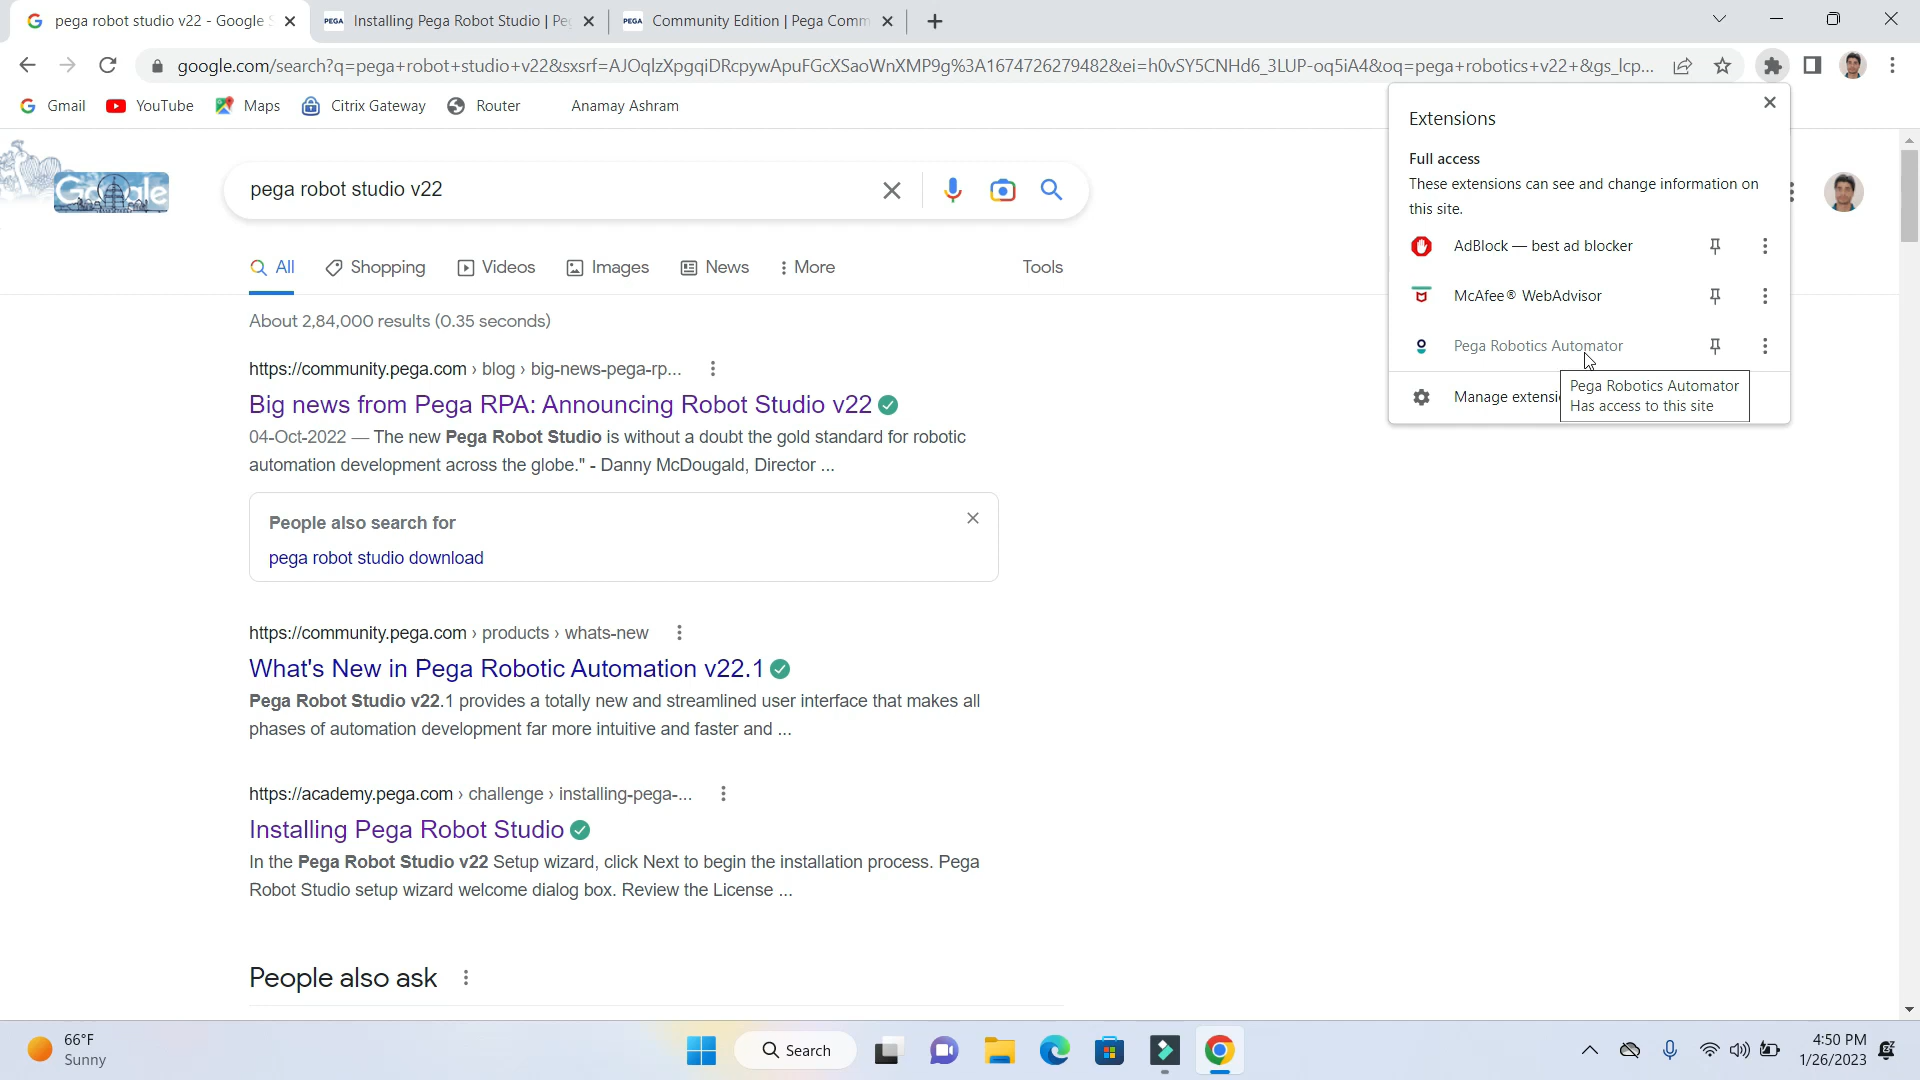 pega robot studio v22 - Google S
Installing Pega Robot Studio | Peg
Community Edition | Pega Comm
google.com/search?q=pega+robot+studio+v22&sxsrf=AJOqlzXpgqiDRcpywApuFGcXSaoWnXMP9g%3A1674726279482&ei=h0vSY5CNHd6_3LUP-oq5iA4&oq=pega+robotics+v22+&gs_lcp...
Gmail YouTube Maps Citrix Gateway Router Anamay Ashram
Google
pega robot studio v22
All Shopping Videos Images News More Tools
About 2,84,000 results (0.35 seconds)
https://community.pega.com › blog › big-news-pega-rp...
Big news from Pega RPA: Announcing Robot Studio v22
04-Oct-2022 — The new Pega Robot Studio is without a doubt the gold standard for robotic
automation development across the globe." - Danny McDougald, Director ...
People also search for
pega robot studio download
https://community.pega.com › products › whats-new
What's New in Pega Robotic Automation v22.1
Pega Robot Studio v22.1 provides a totally new and streamlined user interface that makes all
phases of automation development far more intuitive and faster and ...
https://academy.pega.com › challenge › installing-pega-...
Installing Pega Robot Studio
In the Pega Robot Studio v22 Setup wizard, click Next to begin the installation process. Pega
Robot Studio setup wizard welcome dialog box. Review the License ...
People also ask
Extensions
Full access
These extensions can see and change information on
this site.
AdBlock — best ad blocker
McAfee® WebAdvisor
Pega Robotics Automator
Manage extensi
Pega Robotics Automator
Has access to this site
66°F
Sunny
Search
4:50 PM
1/26/2023